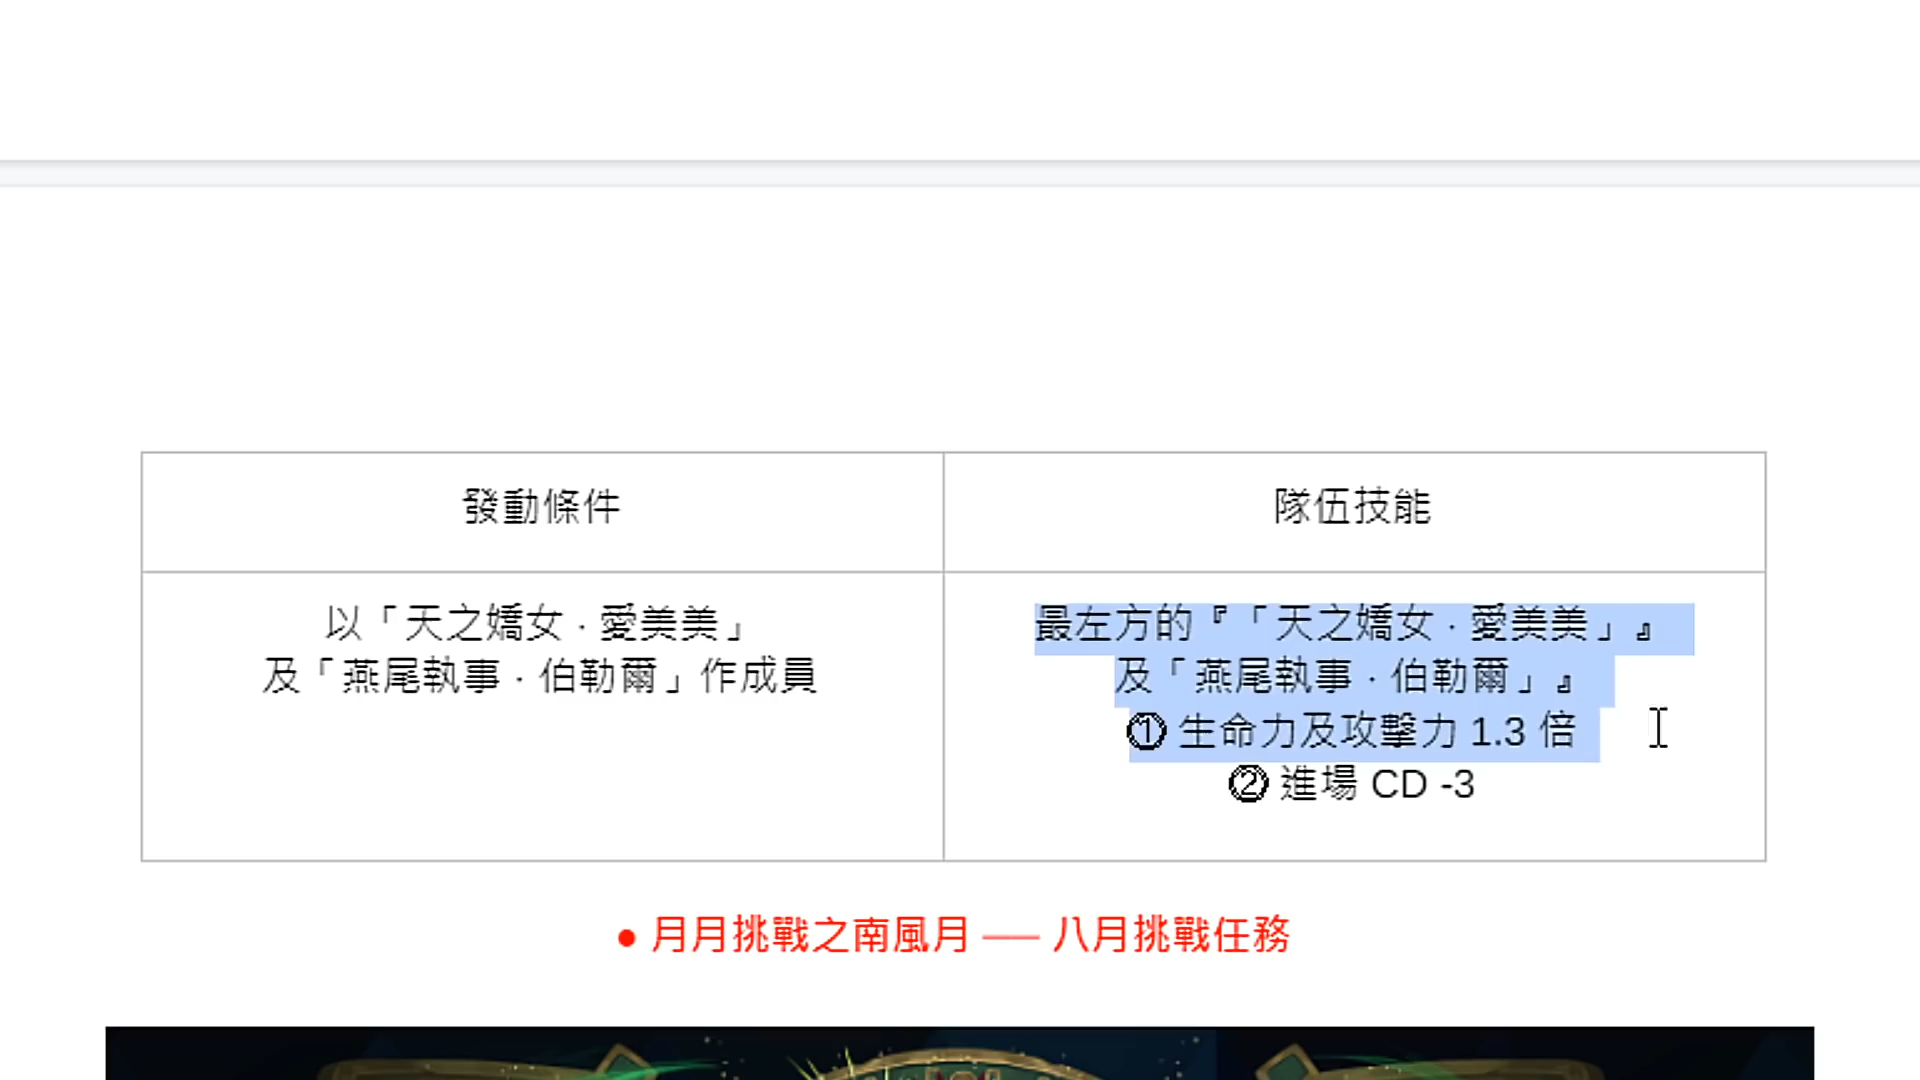 發動條件
隊伍技能
以「天之嬌女．愛美美」
及「燕尾執事．伯勒爾」作成員
最左方的『「天之嬌女．愛美美」』
及「燕尾執事．伯勒爾」』
① 生命力及攻擊力 1.3 倍
② 進場 CD -3
● 月月挑戰之南風月 —— 八月挑戰任務